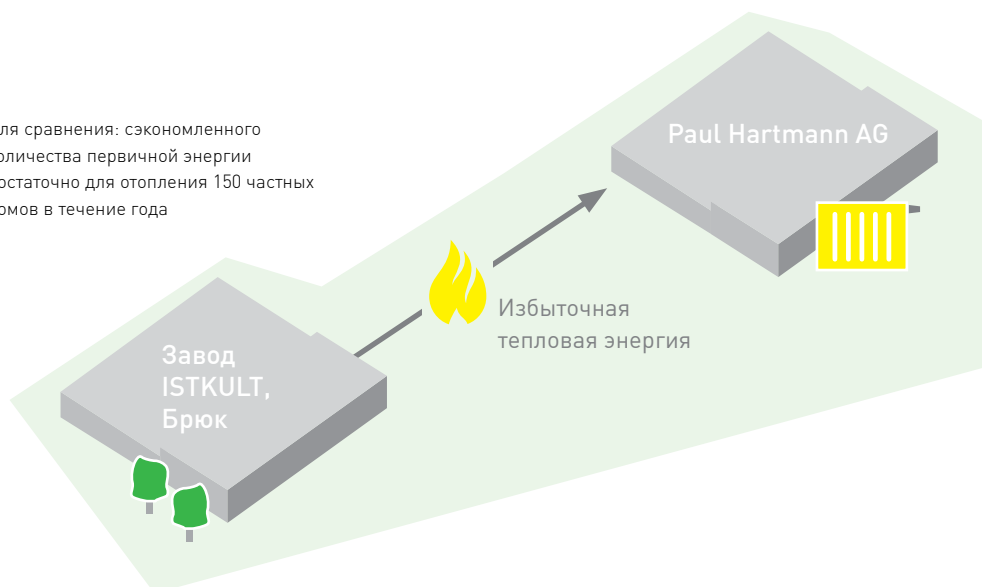 ля сравнения: сэкономленного
оличества первичной энергии
остаточно для отопления 150 частных
омов в течение года
Paul Hartmann AG
Избыточная
тепловая энергия
Завод
ISTKULT,
Брюк